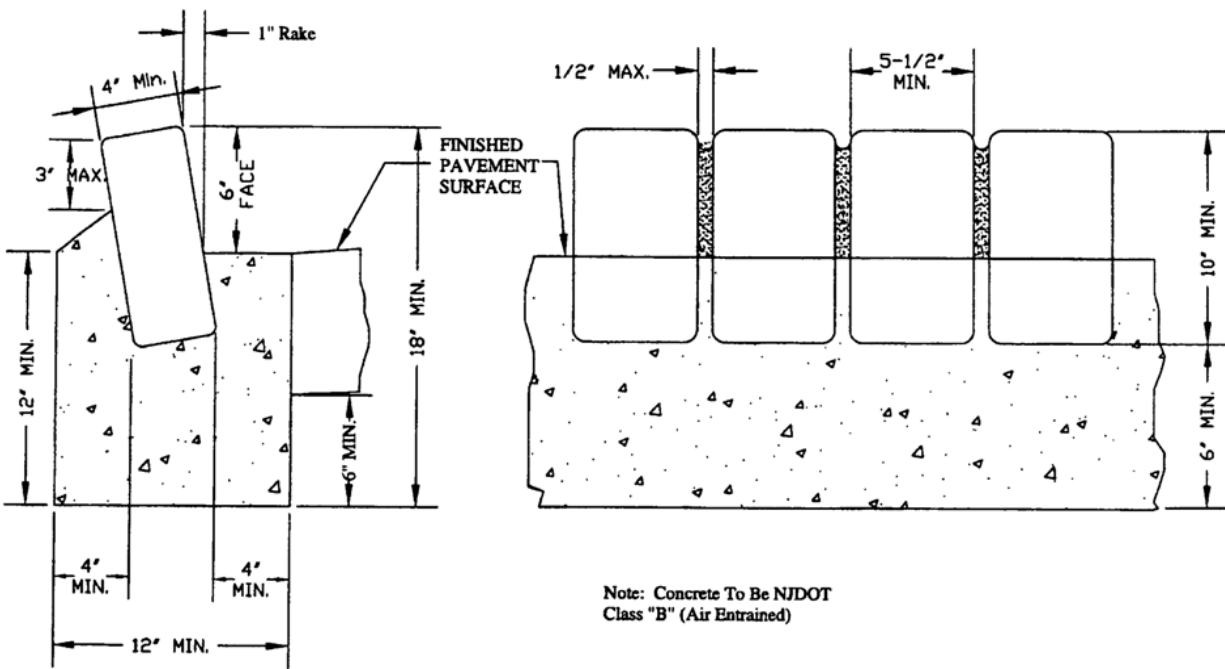 1" Rake
4" Min.
3" MAX.
6" FACE
12" MIN.
18" MIN.
6" MIN.
4" MIN.
4" MIN.
12" MIN.
FINISHED
PAVEMENT
SURFACE
1/2" MAX.
5-1/2"
MIN.
10" MIN.
6" MIN.
Note: Concrete To Be NJDOT
Class "B" (Air Entrained)